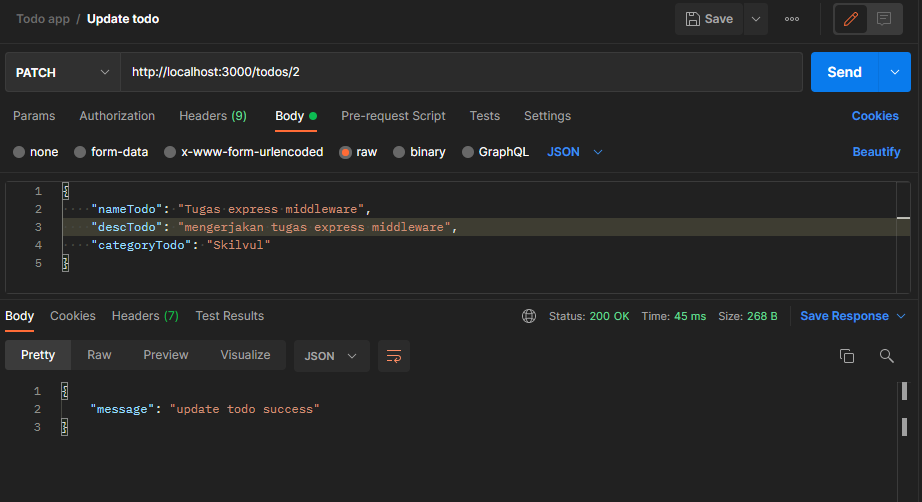 Todo app / Update todo
Save
PATCH
http://localhost:3000/todos/2
Send
Params Authorization Headers (9) Body Pre-request Script Tests Settings Cookies
none form-data x-www-form-urlencoded raw binary GraphQL JSON Beautify
1 {
2 "nameTodo": "Tugas express middleware",
3 "descTodo": "mengerjakan tugas express middleware",
4 "categoryTodo": "Skilvul"
5 }
Body Cookies Headers (7) Test Results Status: 200 OK Time: 45 ms Size: 268 B Save Response
Pretty Raw Preview Visualize JSON
1 {
2 "message": "update todo success"
3 }